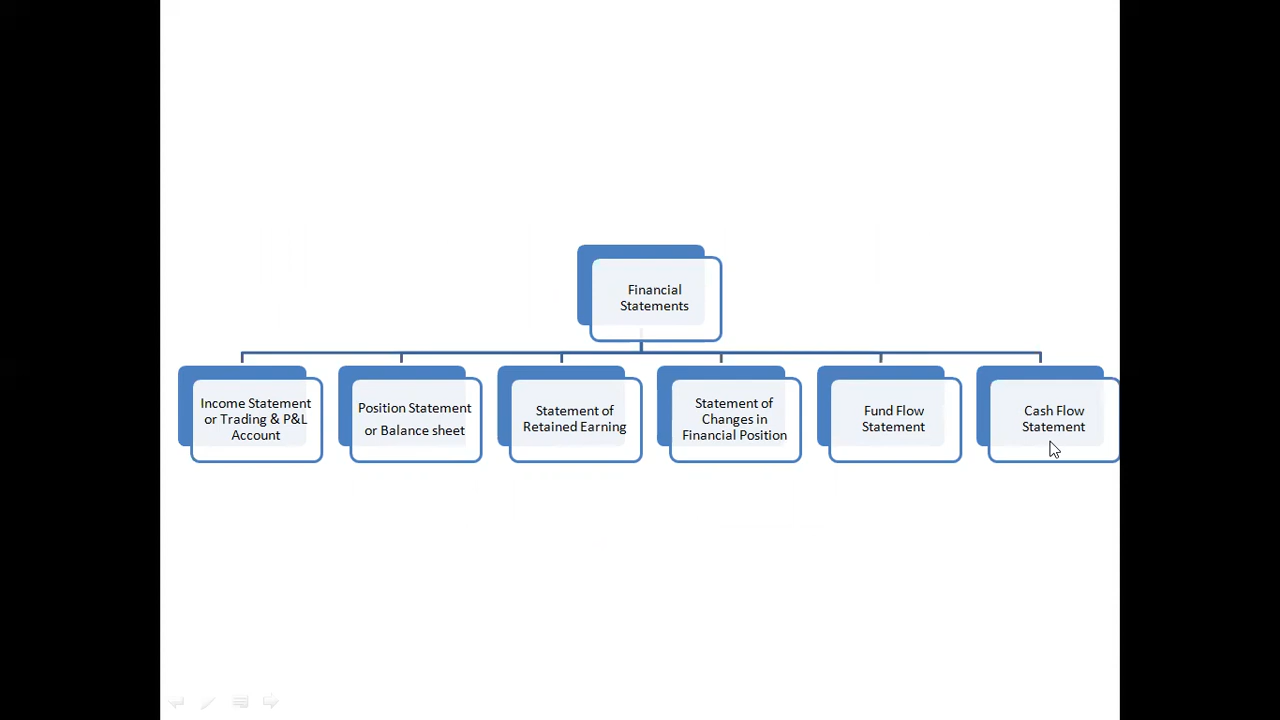 Financial
Statements
Income Statement
or Trading & P&L
Account
Position Statement
or Balance sheet
Statement of
Retained Earning
Statement of
Changes in
Financial Position
Fund Flow
Statement
Cash Flow
Statement